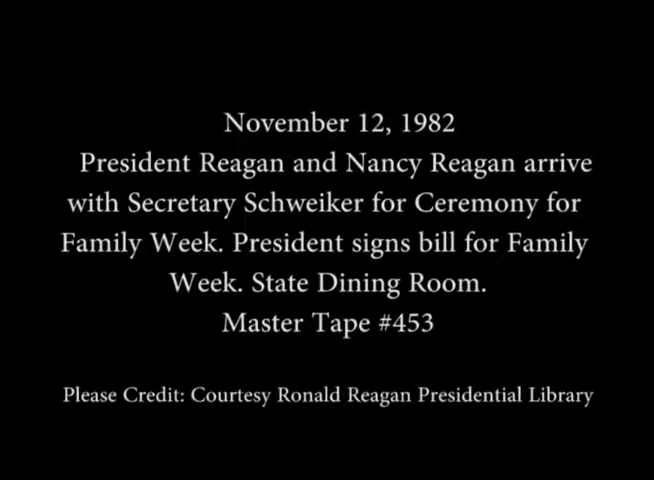 November 12, 1982
President Reagan and Nancy Reagan arrive
with Secretary Schweiker for Ceremony for
Family Week. President signs bill for Family
Week. State Dining Room.
Master Tape #453
Please Credit: Courtesy Ronald Reagan Presidential Library